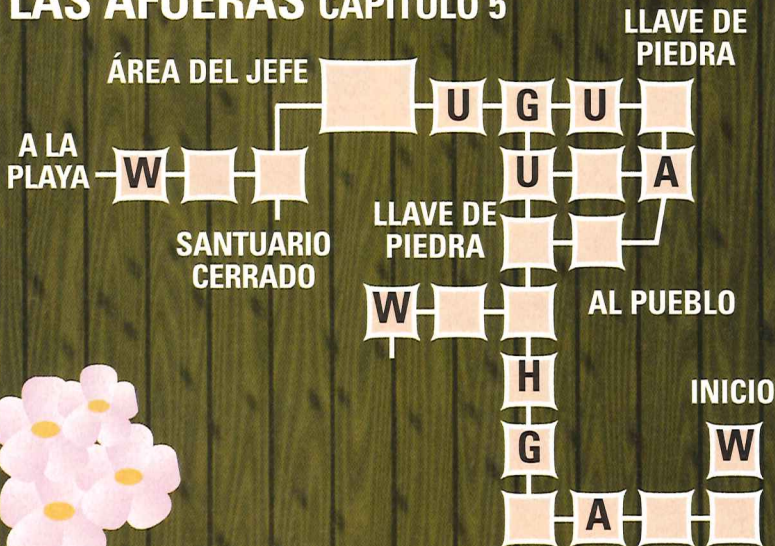 LAS AFUERAS CAPÍTULO 5
LLAVE DE
PIEDRA
ÁREA DEL JEFE
U G U
A LA
PLAYA
W
U A
LLAVE DE
PIEDRA
SANTUARIO
CERRADO
W
AL PUEBLO
H
INICIO
G W
A